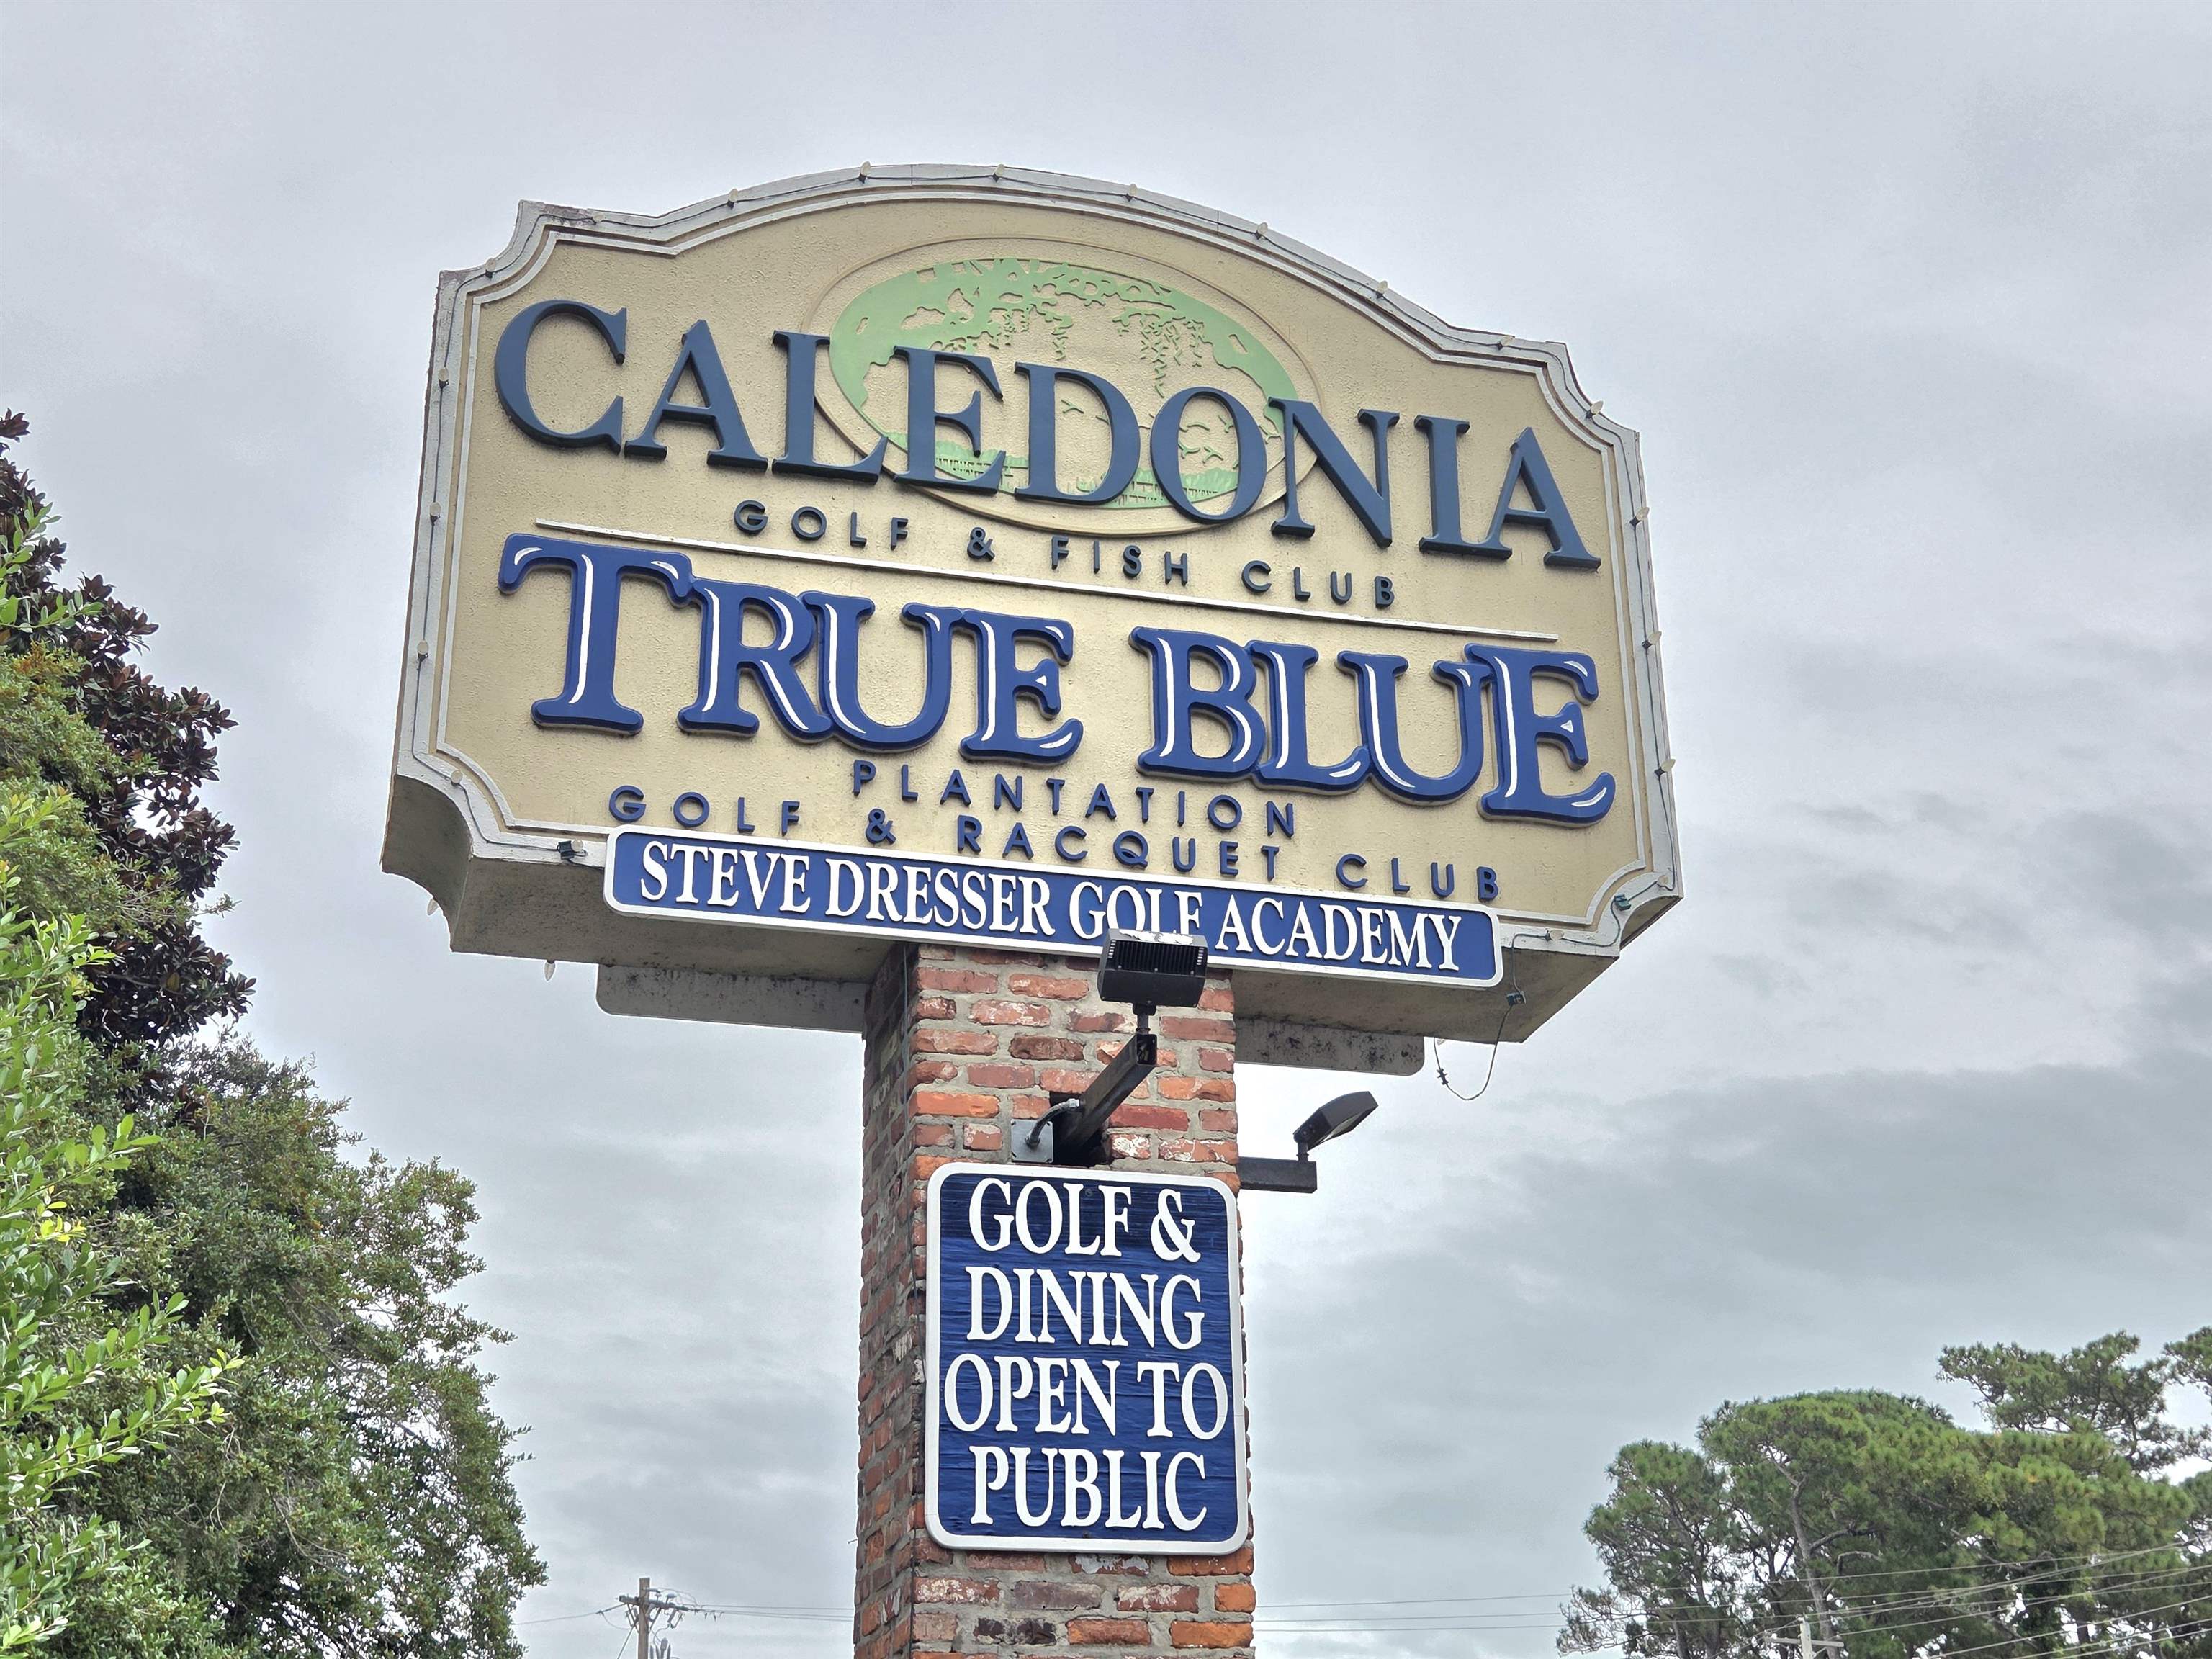 CALEDONIA
GOLF & FISH CLUB
TRUE BLUE
PLANTATION
GOLF & RACQUET CLUB
STEVE DRESSER GOLF ACADEMY
GOLF &
DINING
OPEN TO
PUBLIC